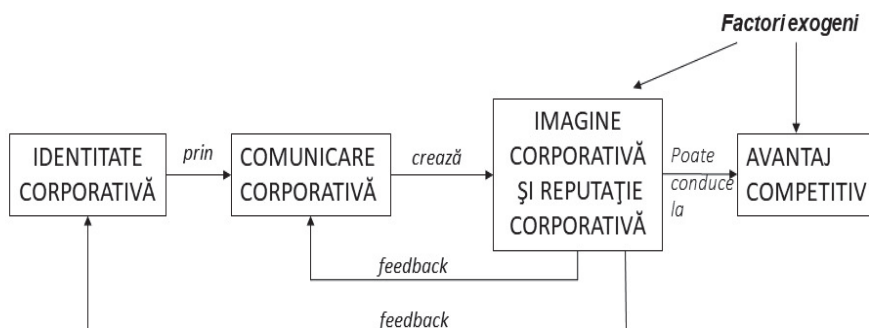 Factori exogeni
IDENTITATE
CORPORATIVĂ
prin
COMUNICARE
CORPORATIVĂ
crează
IMAGINE
CORPORATIVĂ
ŞI REPUTAŢIE
CORPORATIVĂ
Poate
conduce
la
AVANTAJ
COMPETITIV
feedback
feedback